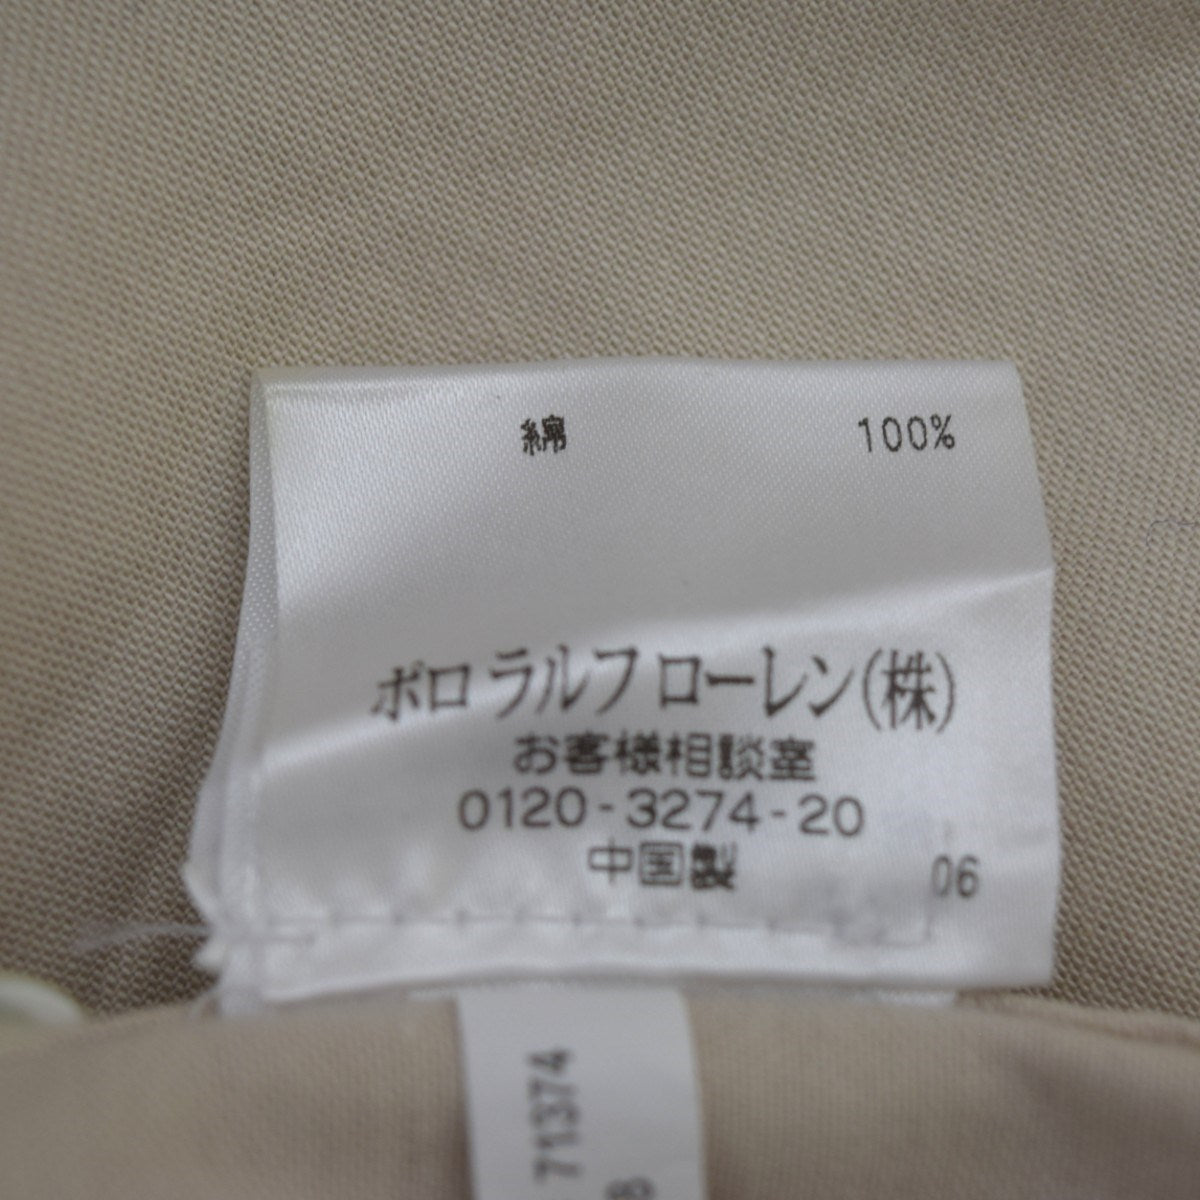 綿 100%
ポロ ラルフ ローレン(株)
お客様相談室
0120-3274-20
中国製
06
71374
8